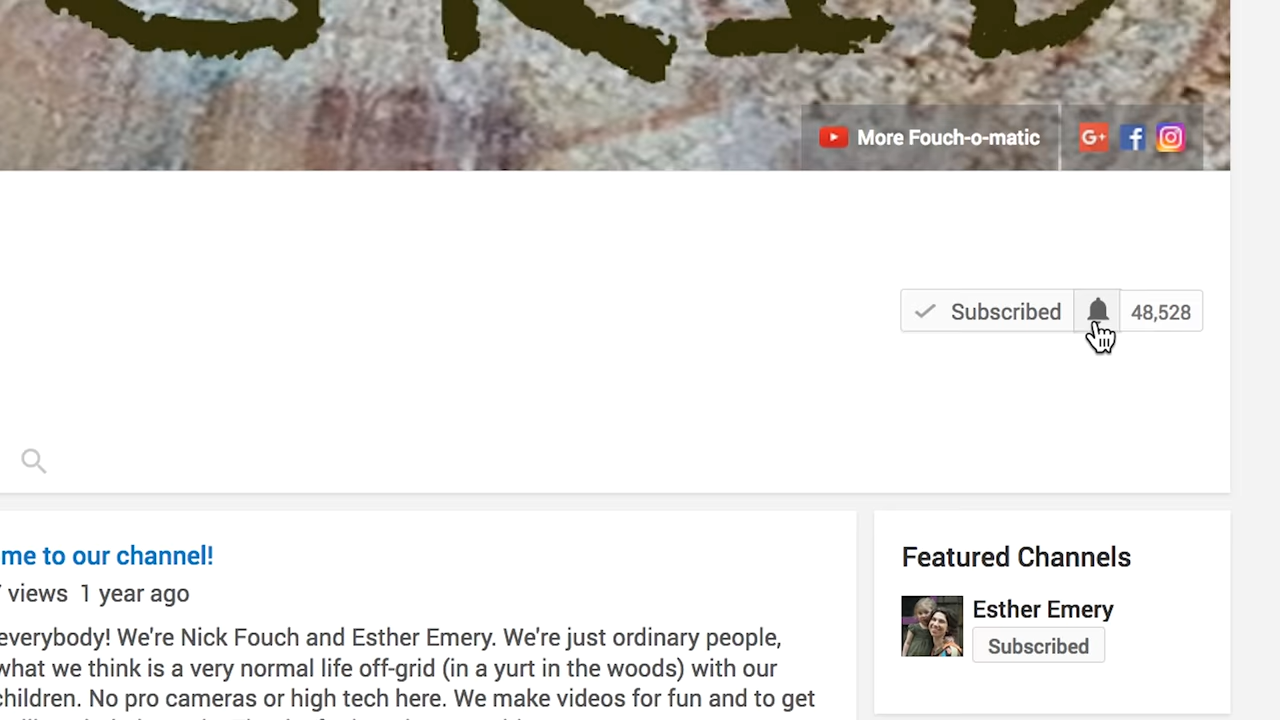 GRID
More Fouch-o-matic
G+ f
Subscribed 48,528
me to our channel!
views 1 year ago
everybody! We're Nick Fouch and Esther Emery. We're just ordinary people,
what we think is a very normal life off-grid (in a yurt in the woods) with our
children. No pro cameras or high tech here. We make videos for fun and to get
Featured Channels
Esther Emery
Subscribed